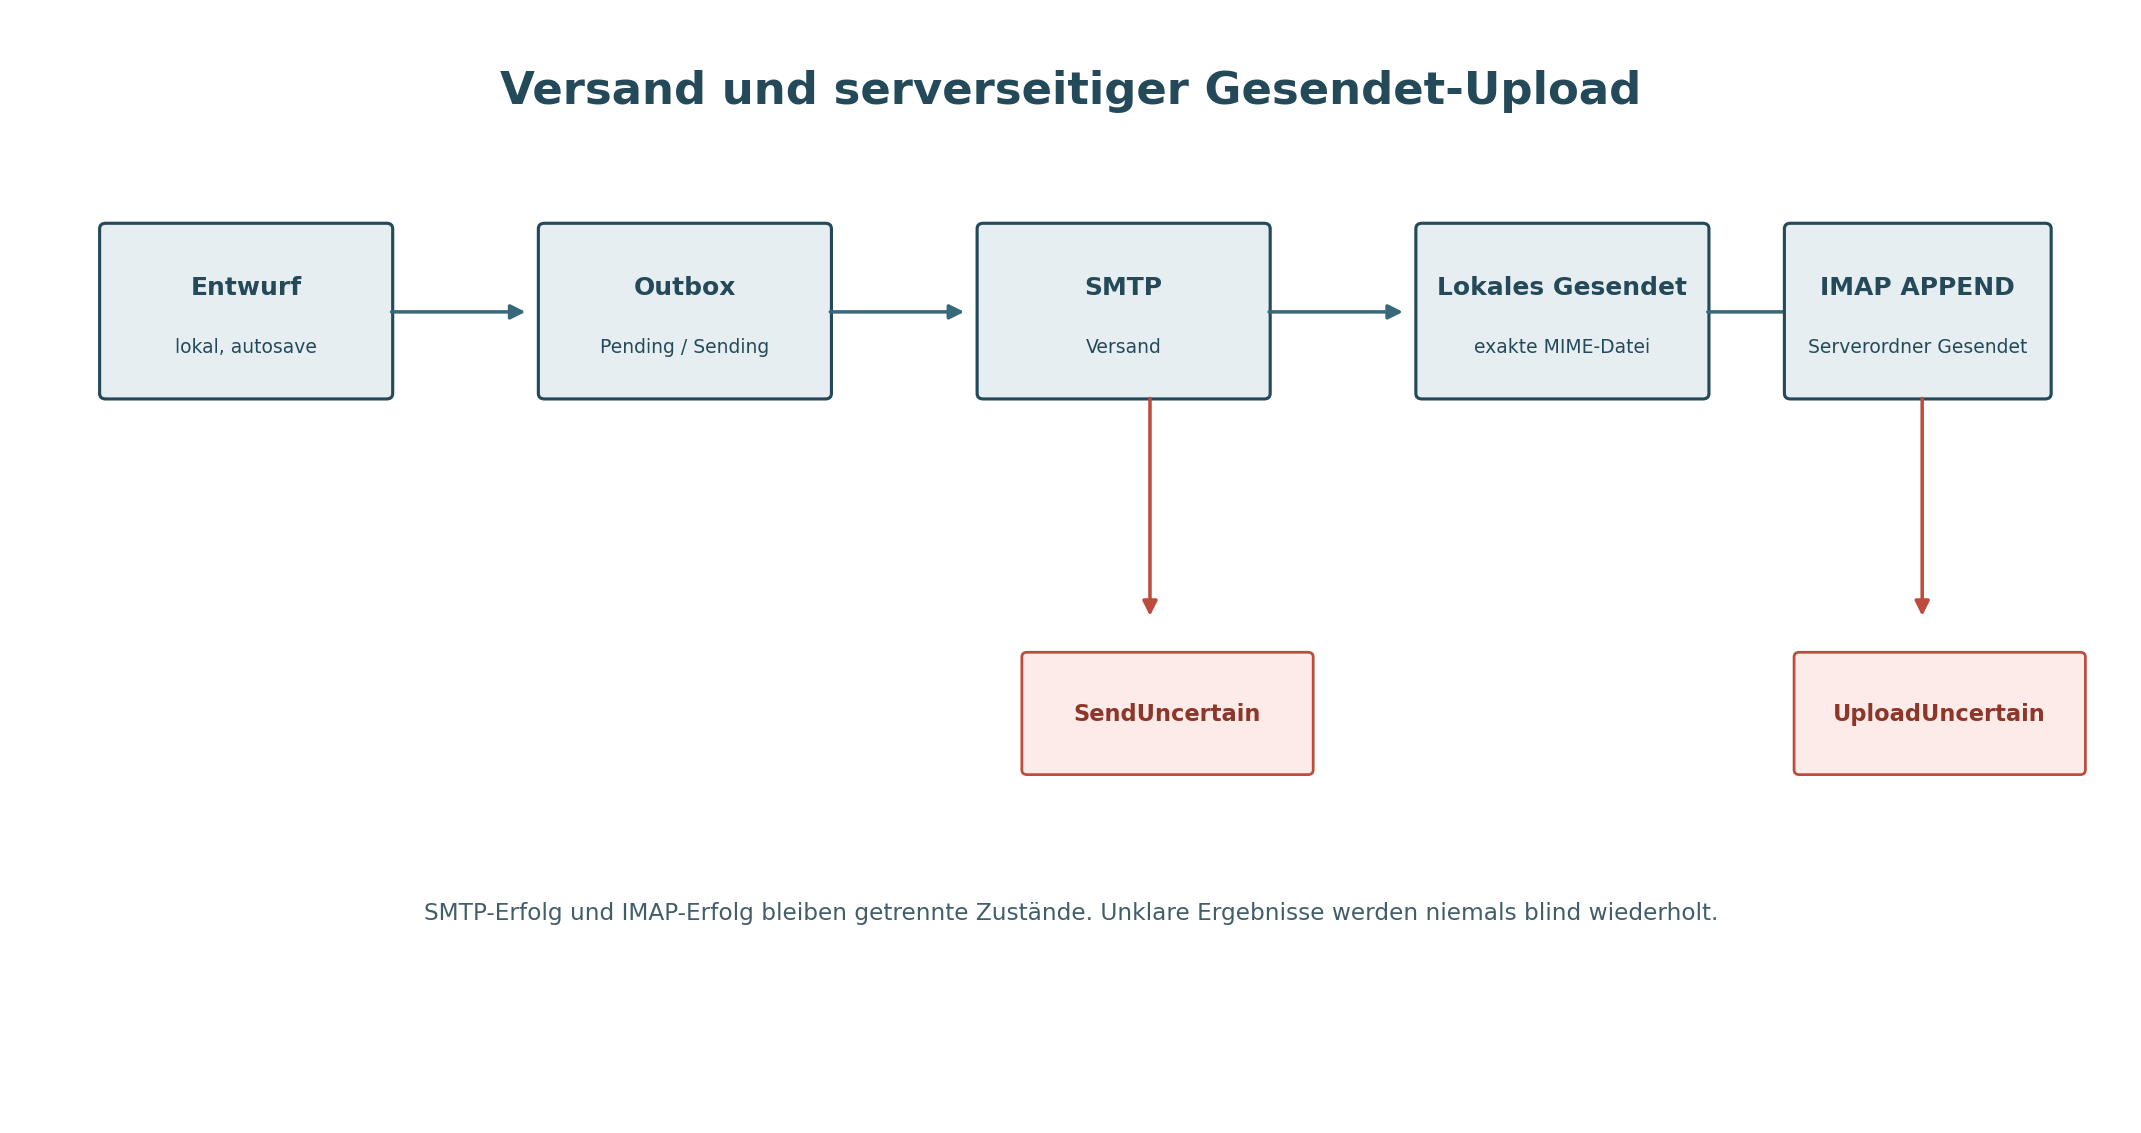 Versand und serverseitiger Gesendet-Upload
Entwurf
lokal, autosave
Outbox
Pending / Sending
SMTP
Versand
Lokales Gesendet
exakte MIME-Datei
IMAP APPEND
Serverordner Gesendet
SendUncertain
UploadUncertain
SMTP-Erfolg und IMAP-Erfolg bleiben getrennte Zustände. Unklare Ergebnisse werden niemals blind wiederholt.